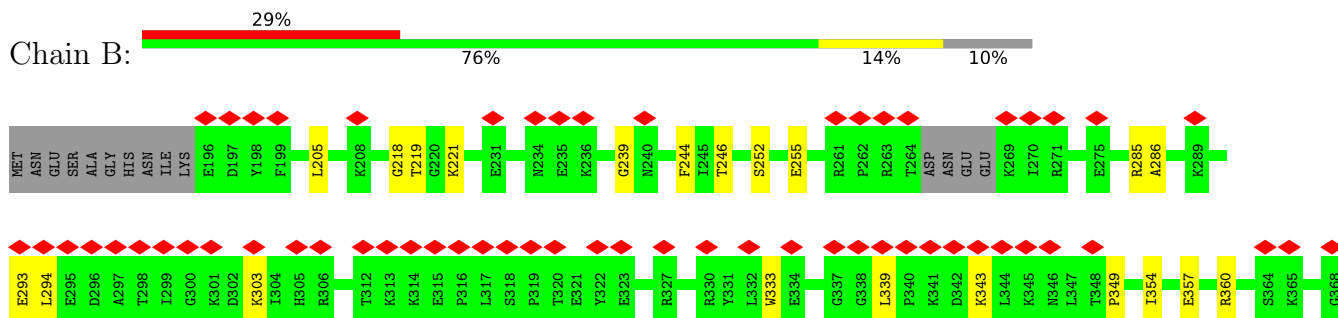 29%
Chain B:
76% 14% 10%
MET ASN GLU SER ALA GLY HIS ASN ILE LYS E196 D197 Y198 F199 L205 K208 G218 T219 G220 K221 E231 N234 E235 K236 G239 N240 F244 I245 T246 S252 E255 R261 P262 R263 T264 ASP ASN GLU GLU K269 I270 R271 E275 R285 A286 K289
E293 L294 E295 D296 A297 T298 I299 G300 K301 D302 K303 I304 H305 R306 T312 K313 K314 E315 P316 L317 S318 P319 T320 E321 Y322 E323 R327 R330 Y331 L332 W333 E334 G337 G338 L339 P340 K341 D342 K343 L344 K345 N346 L347 T348 P349 I354 E357 R360 S364 K365 G368